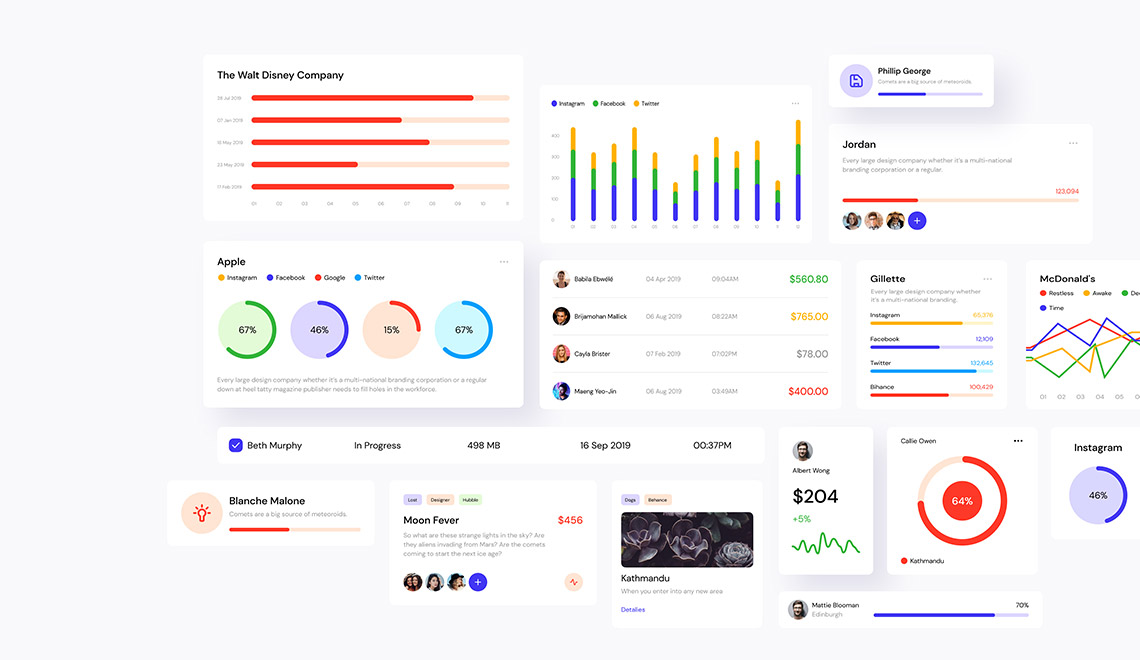 The Walt Disney Company
28 Jul 2019
07 Jan 2019
16 May 2019
23 May 2019
17 Feb 2019
01 02 03 04 05 06 07 08 09 10 11
Instagram Facebook Twitter
400
300
200
100
0
01 02 03 04 05 06 07 08 09 10 11 12
Phillip George
Comets are a big source of meteoroids.
Jordan
Every large design company whether it's a multi-national
branding corporation or a regular.
123,094
Apple
Instagram Facebook Google Twitter
67% 46% 15% 67%
Every large design company whether it's a multi-national branding corporation or a regular
down at heel tatty magazine publisher needs to fill holes in the workforce.
Babila Ebwélé 04 Apr 2019 09:04AM $560.80
Brijamohan Mallick 06 Aug 2019 08:22AM $765.00
Cayla Brister 07 Feb 2019 07:02PM $78.00
Maeng Yeo-Jin 06 Aug 2019 03:49AM $400.00
Gillette
Every large design company whether
it's a multi-national branding.
Instagram 65,376
Facebook 12,109
Twitter 132,645
Bihance 100,429
McDonald's
Restless Awake De
Time
01 02 03 04 05
Beth Murphy In Progress 498 MB 16 Sep 2019 00:37PM
Blanche Malone
Comets are a big source of meteoroids.
Lost Designer Hubble
Moon Fever $456
So what are these strange lights in the sky? Are
they aliens invading from Mars? Are the comets
coming to start the next ice age?
Dogs Behance
Kathmandu
When you enter into any new area
Detalies
Albert Wong
$204
+5%
Callie Owen
64%
Kathmandu
Instagram
46%
Mattie Blooman 70%
Edinburgh